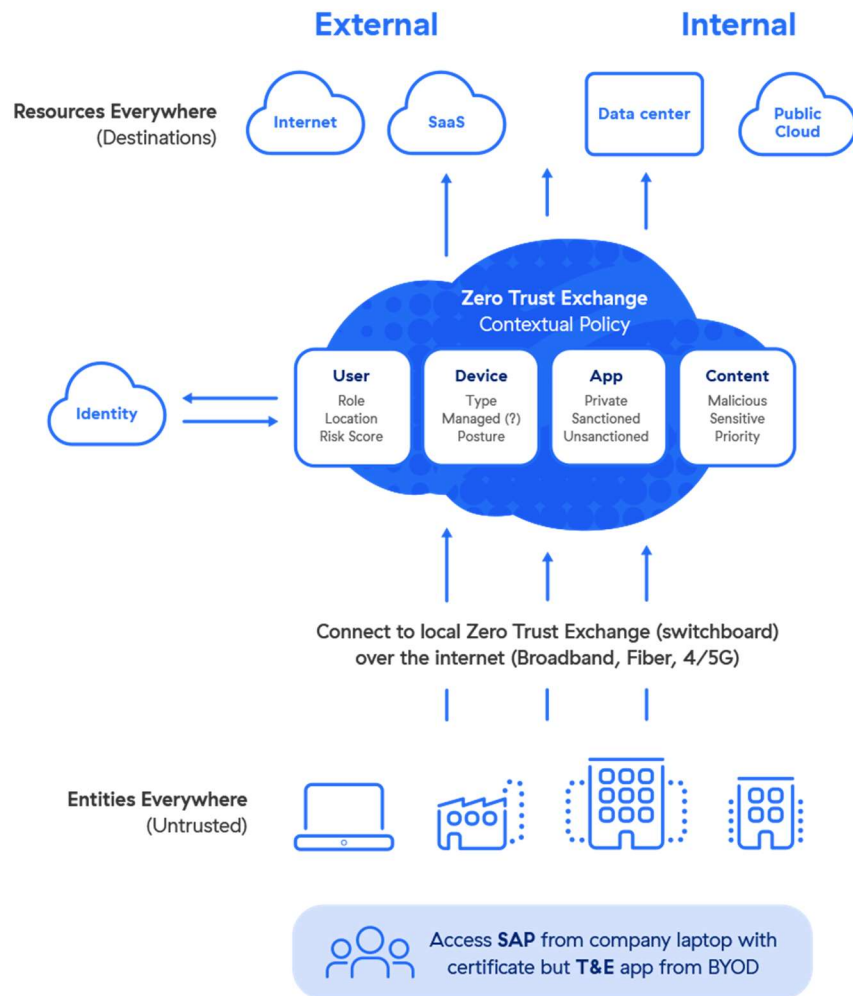 External
Internal
Resources Everywhere
(Destinations)
Internet
SaaS
Data center
Public
Cloud
Zero Trust Exchange
Contextual Policy
Identity
User
Role
Location
Risk Score
Device
Type
Managed (?)
Posture
App
Private
Sanctioned
Unsanctioned
Content
Malicious
Sensitive
Priority
Connect to local Zero Trust Exchange (switchboard)
over the internet (Broadband, Fiber, 4/5G)
Entities Everywhere
(Untrusted)
Access SAP from company laptop with
certificate but T&E app from BYOD